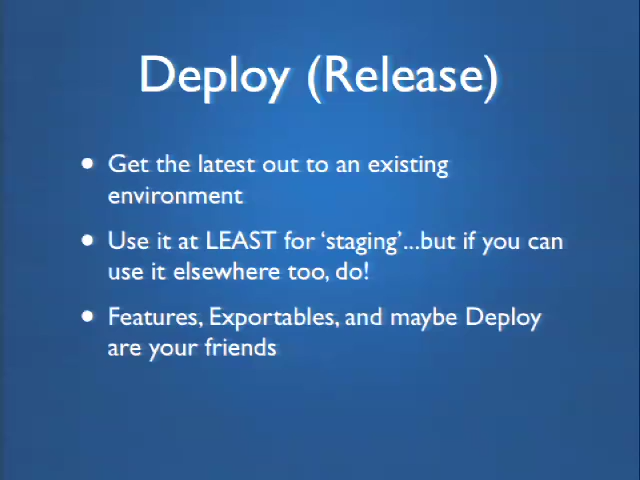 Deploy (Release)
• Get the latest out to an existing
environment
• Use it at LEAST for ‘staging’...but if you can
use it elsewhere too, do!
• Features, Exportables, and maybe Deploy
are your friends